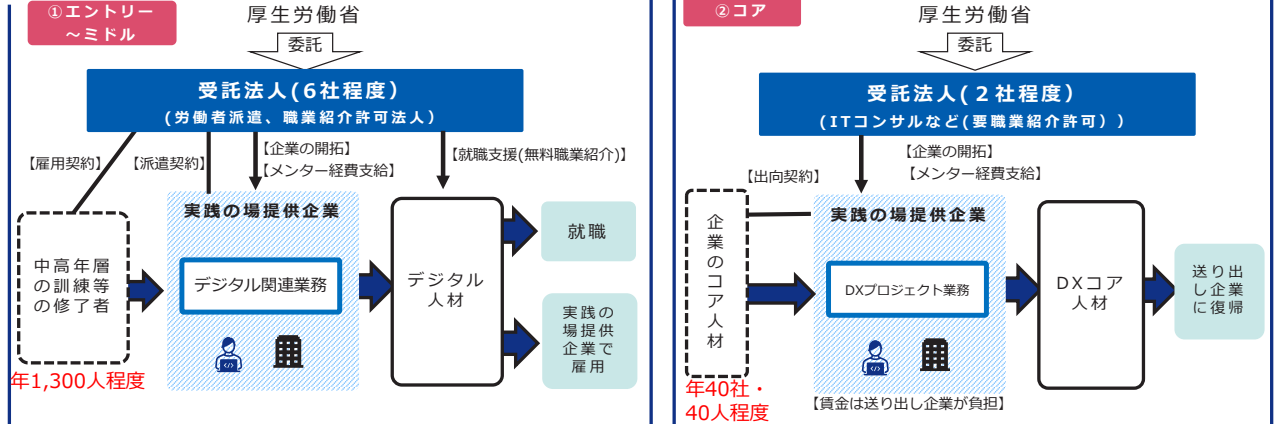 ①エントリー
～ミドル
厚生労働省
委託
受託法人(6社程度)
(労働者派遣、職業紹介許可法人)
【雇用契約】
【派遣契約】
【企業の開拓】
【メンター経費支給】
【就職支援(無料職業紹介)】
中高年層
の訓練等
の修了者
年1,300人程度
実践の場提供企業
デジタル関連業務
デジタル
人材
就職
実践の
場提供
企業で
雇用
②コア
厚生労働省
委託
受託法人(２社程度)
(ITコンサルなど(要職業紹介許可）)
【出向契約】
【企業の開拓】
【メンター経費支給】
企業のコア人材
年40社・
40人程度
実践の場提供企業
DXプロジェクト業務
【賃金は送り出し企業が負担】
DXコア
人材
送り出
し企業
に復帰